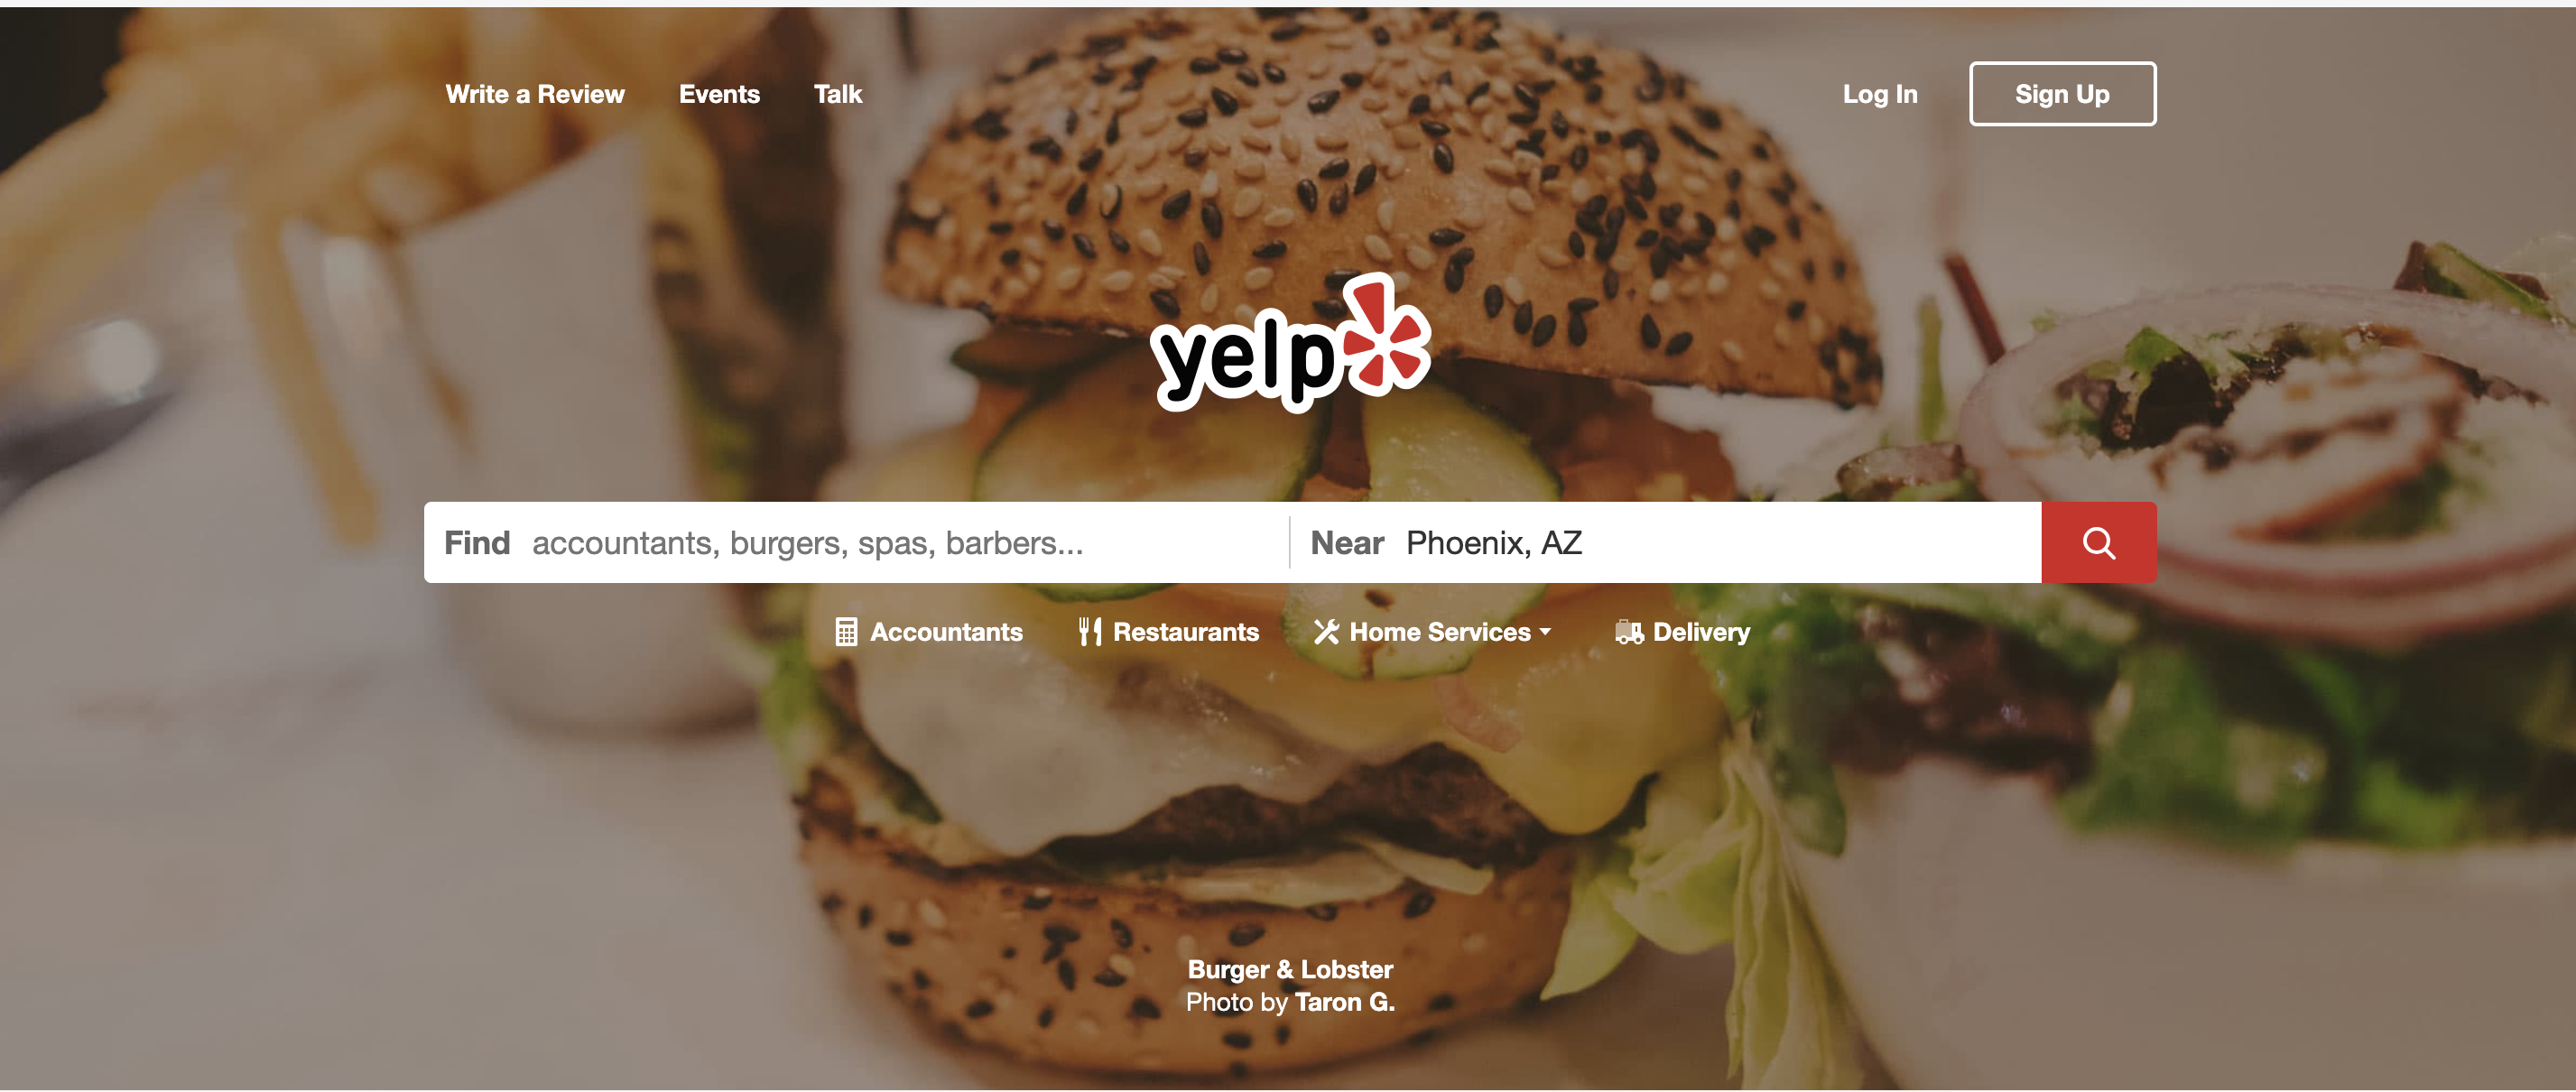 Write a Review Events Talk Log In Sign Up
yelp
Find accountants, burgers, spas, barbers... Near Phoenix, AZ
Accountants Restaurants Home Services Delivery
Burger & Lobster
Photo by Taron G.